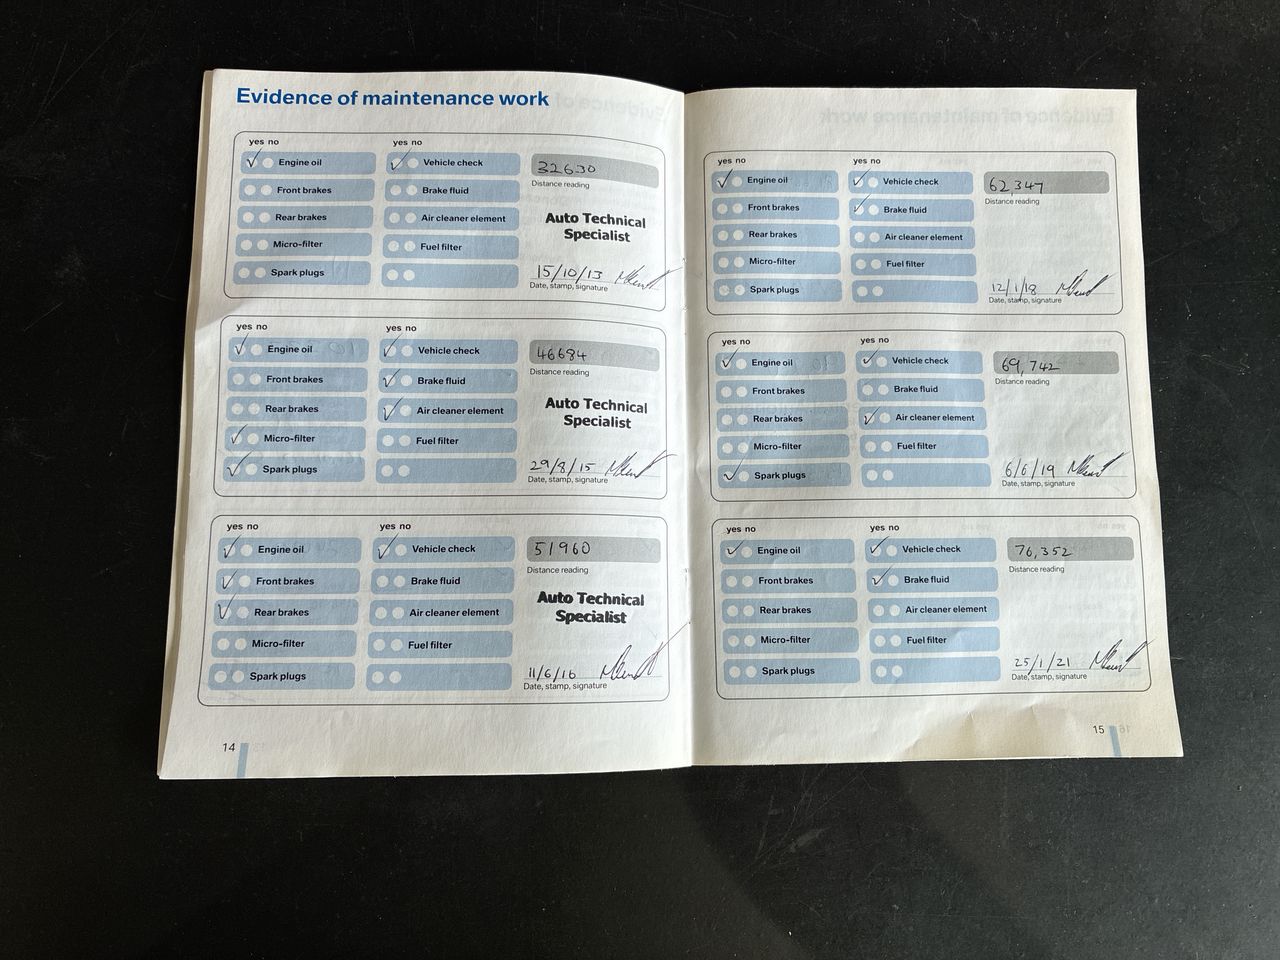 Evidence of maintenance work
yes no
yes no
Engine oil
Vehicle check
32630
Front brakes
Brake fluid
Distance reading
Rear brakes
Air cleaner element
Auto Technical
Specialist
Micro-filter
Fuel filter
Spark plugs
15/10/13
Date, stamp, signature
yes no
yes no
Engine oil
Vehicle check
46684
Front brakes
Brake fluid
Distance reading
Rear brakes
Air cleaner element
Auto Technical
Specialist
Micro-filter
Fuel filter
Spark plugs
29/8/15
Date, stamp, signature
yes no
yes no
Engine oil
Vehicle check
51960
Front brakes
Brake fluid
Distance reading
Rear brakes
Air cleaner element
Auto Technical
Specialist
Micro-filter
Fuel filter
Spark plugs
11/6/16
Date, stamp, signature
14
yes no
yes no
Engine oil
Vehicle check
62,347
Front brakes
Brake fluid
Distance reading
Rear brakes
Air cleaner element
Micro-filter
Fuel filter
Spark plugs
12/1/18
Date, stamp, signature
yes no
yes no
Engine oil
Vehicle check
69,742
Front brakes
Brake fluid
Distance reading
Rear brakes
Air cleaner element
Micro-filter
Fuel filter
Spark plugs
6/6/19
Date, stamp, signature
yes no
yes no
Engine oil
Vehicle check
76,352
Front brakes
Brake fluid
Distance reading
Rear brakes
Air cleaner element
Micro-filter
Fuel filter
Spark plugs
25/1/21
Date, stamp, signature
15